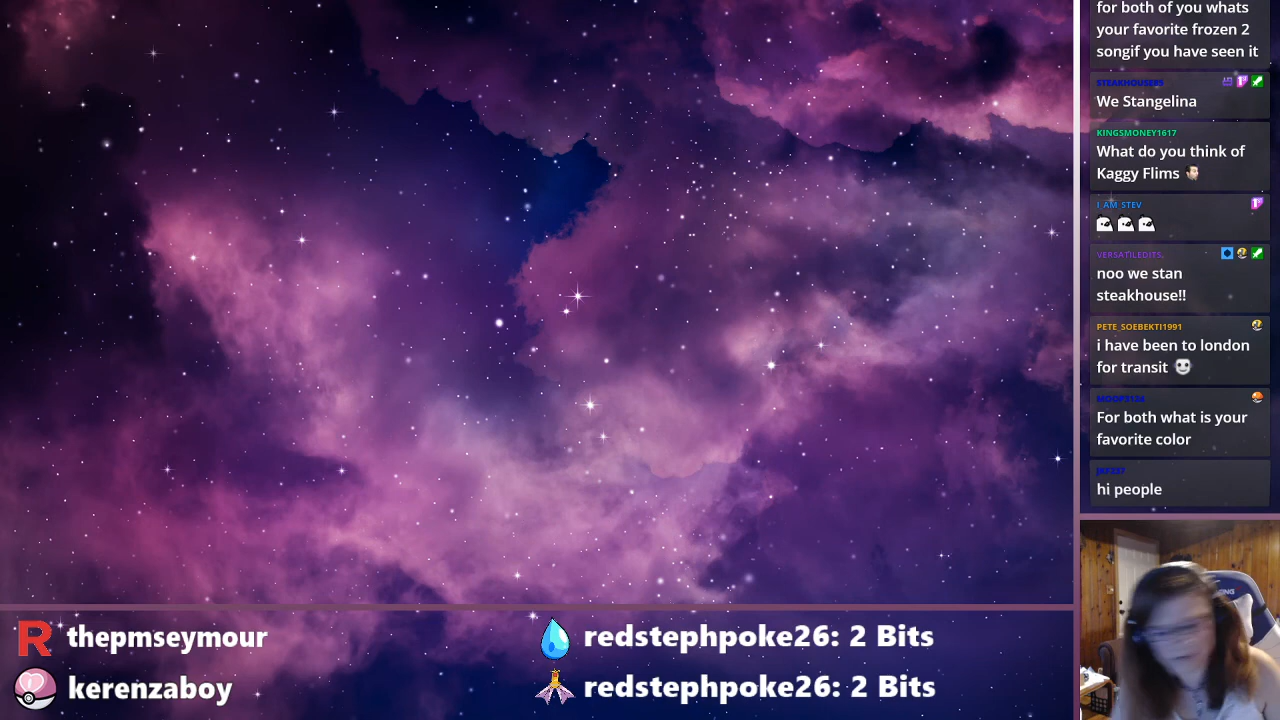 for both of you whats
your favorite frozen 2
songif you have seen it
STEAKHOUSE85
We Stangelina
KINGSMONEY1617
What do you think of
Kaggy Flims
I_AM_STEV
VERSATILEDITS.
noo we stan
steakhouse!!
PETE_SOEBEKTI1991
i have been to london
for transit
For both what is your
favorite color
hi people
R thepmseymour
redstephpoke26: 2 Bits
kerenzaboy
redstephpoke26: 2 Bits